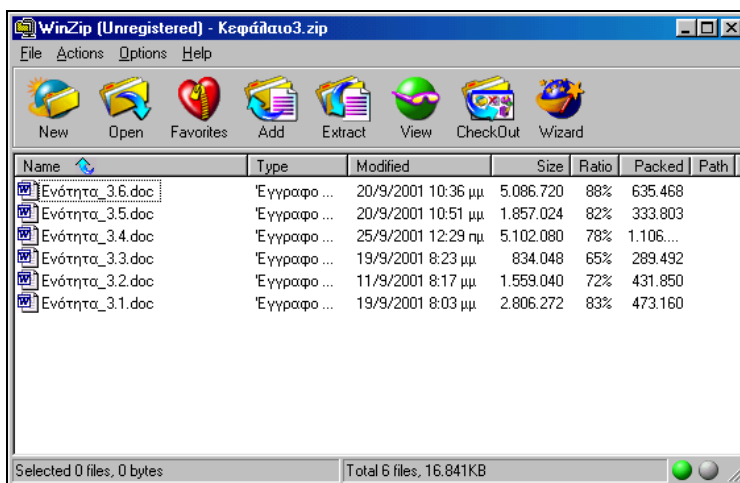 WinZip (Unregistered) - Κεφάλαιο3.zip
File Actions Options Help
New Open Favorites Add Extract View CheckOut Wizard
Name Type Modified Size Ratio Packed Path
Ενότητα_3.6.doc Έγγραφο ... 20/9/2001 10:36 μμ 5.086.720 88% 635.468
Ενότητα_3.5.doc Έγγραφο ... 20/9/2001 10:51 μμ 1.857.024 82% 333.803
Ενότητα_3.4.doc Έγγραφο ... 25/9/2001 12:29 πμ 5.102.080 78% 1.106....
Ενότητα_3.3.doc Έγγραφο ... 19/9/2001 8:23 μμ 834.048 65% 289.492
Ενότητα_3.2.doc Έγγραφο ... 11/9/2001 8:17 μμ 1.559.040 72% 431.850
Ενότητα_3.1.doc Έγγραφο ... 19/9/2001 8:03 μμ 2.806.272 83% 473.160
Selected 0 files, 0 bytes Total 6 files, 16.841KB